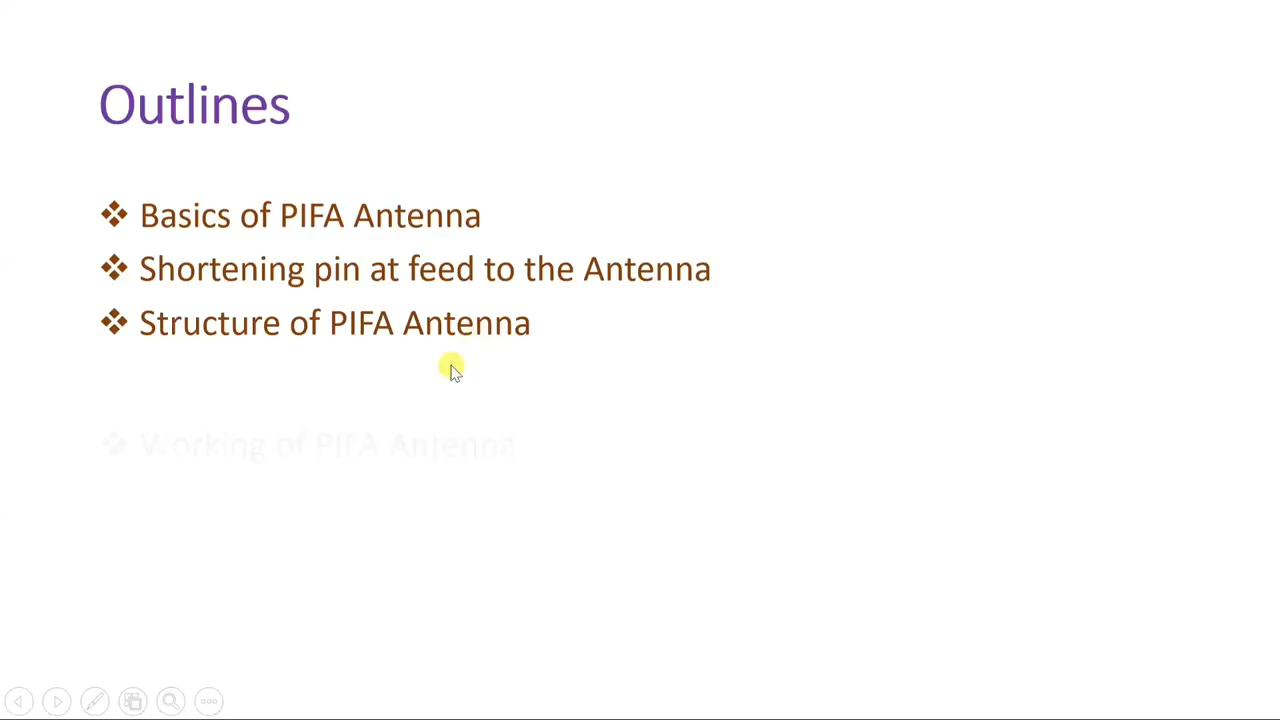 Outlines
Basics of PIFA Antenna
Shortening pin at feed to the Antenna
Structure of PIFA Antenna
Working of PIFA Antenna